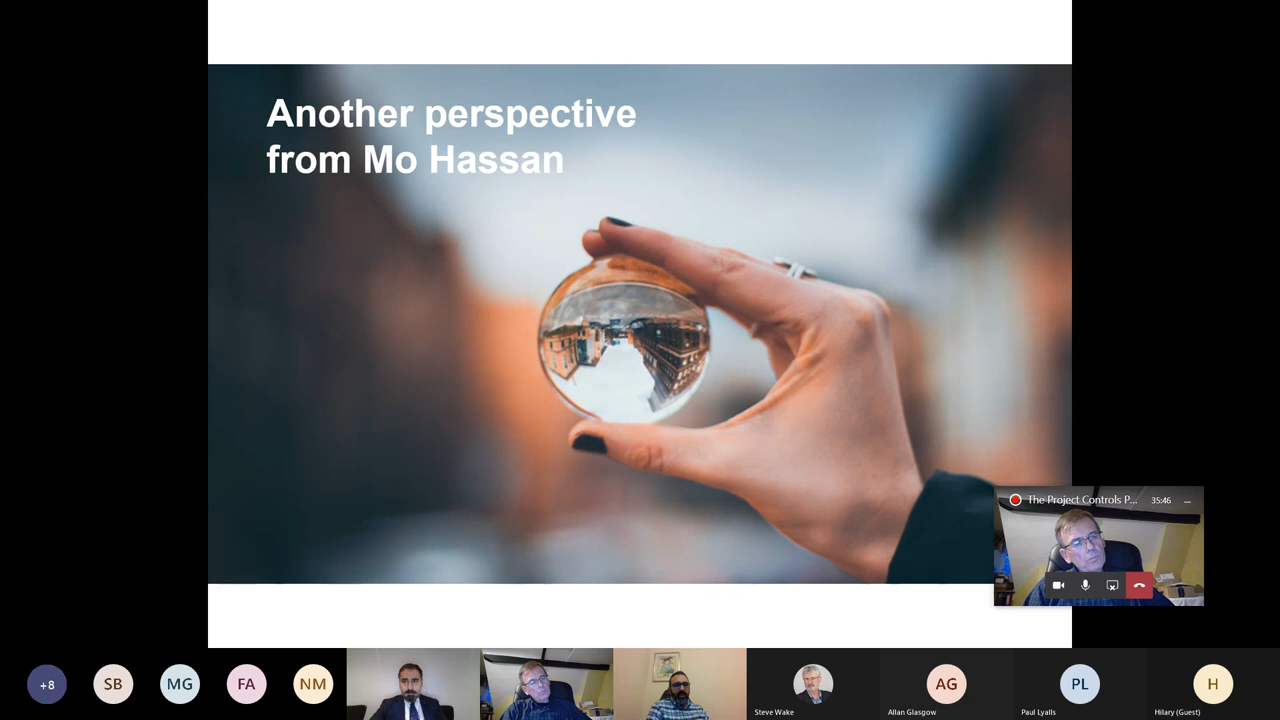 Another perspective
from Mo Hassan
The Project Controls P...
35:46
...
+8
SB
MG
FA
NM
Steve Wake
AG
Allan Glasgow
PL
Paul Lyalls
H
Hilary (Guest)